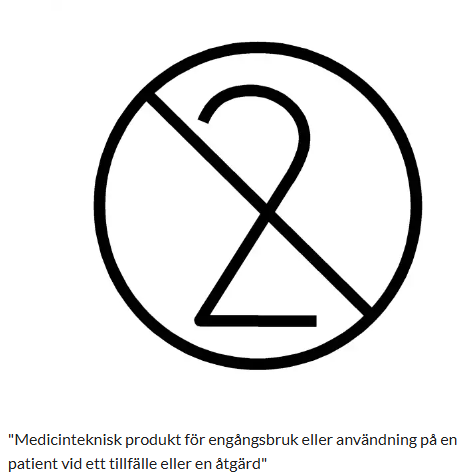 2
"Medicinteknisk produkt för engångsbruk eller användning på en
patient vid ett tillfälle eller en åtgärd"